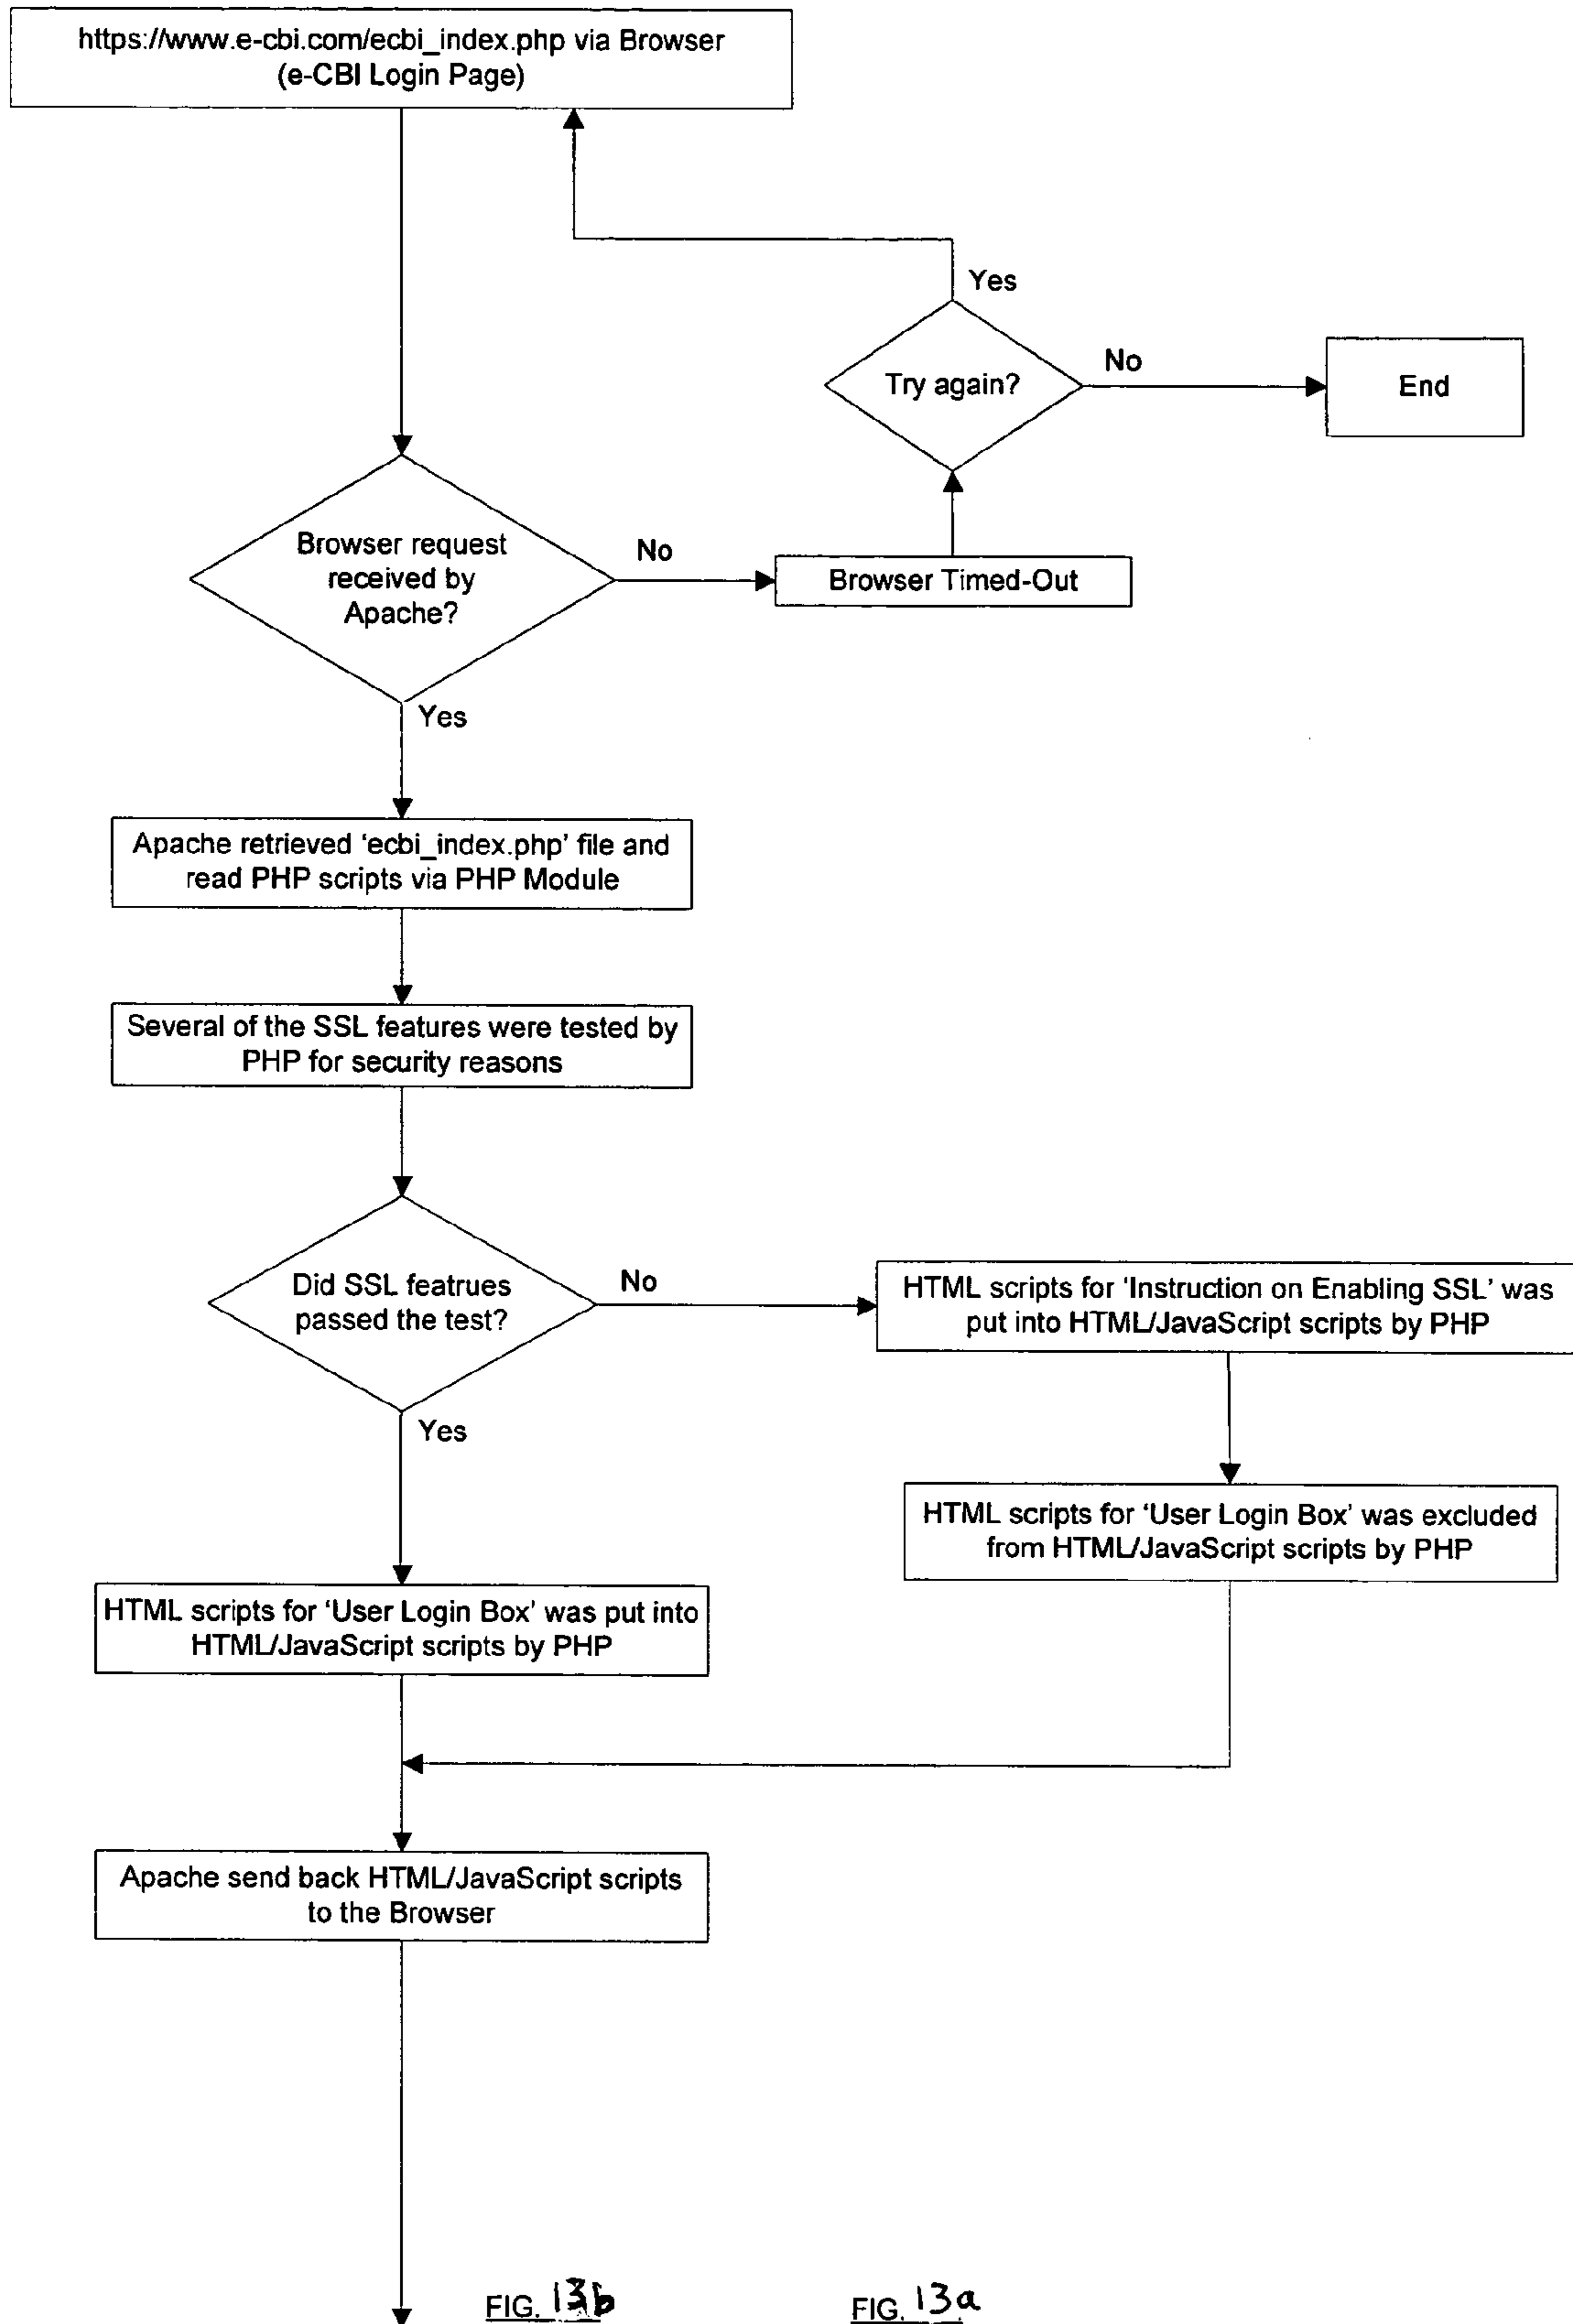 https://www.e-cbi.com/ecbi_index.php via Browser
(e-CBI Login Page)
Yes
Try again?
No
End
Browser request
received by
Apache?
No
Browser Timed-Out
Yes
Apache retrieved ‘ecbi_index.php’ file and
read PHP scripts via PHP Module
Several of the SSL features were tested by
PHP for security reasons
Did SSL featrues
passed the test?
No
HTML scripts for ‘Instruction on Enabling SSL’ was
put into HTML/JavaScript scripts by PHP
Yes
HTML scripts for ‘User Login Box’ was excluded
from HTML/JavaScript scripts by PHP
HTML scripts for ‘User Login Box’ was put into
HTML/JavaScript scripts by PHP
Apache send back HTML/JavaScript scripts
to the Browser
FIG. 13b
FIG. 13a